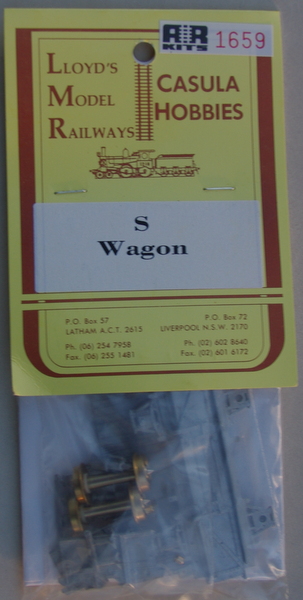 AR KITS 1659
LLOYD'S
MODEL
RAILWAYS
CASULA
HOBBIES
S
Wagon
P.O. Box 57
LATHAM A.C.T. 2615
Ph. (06) 254 7958
Fax. (06) 255 1481
P.O. Box 72
LIVERPOOL N.S.W. 2170
Ph. (02) 602 8640
Fax. (02) 601 6172